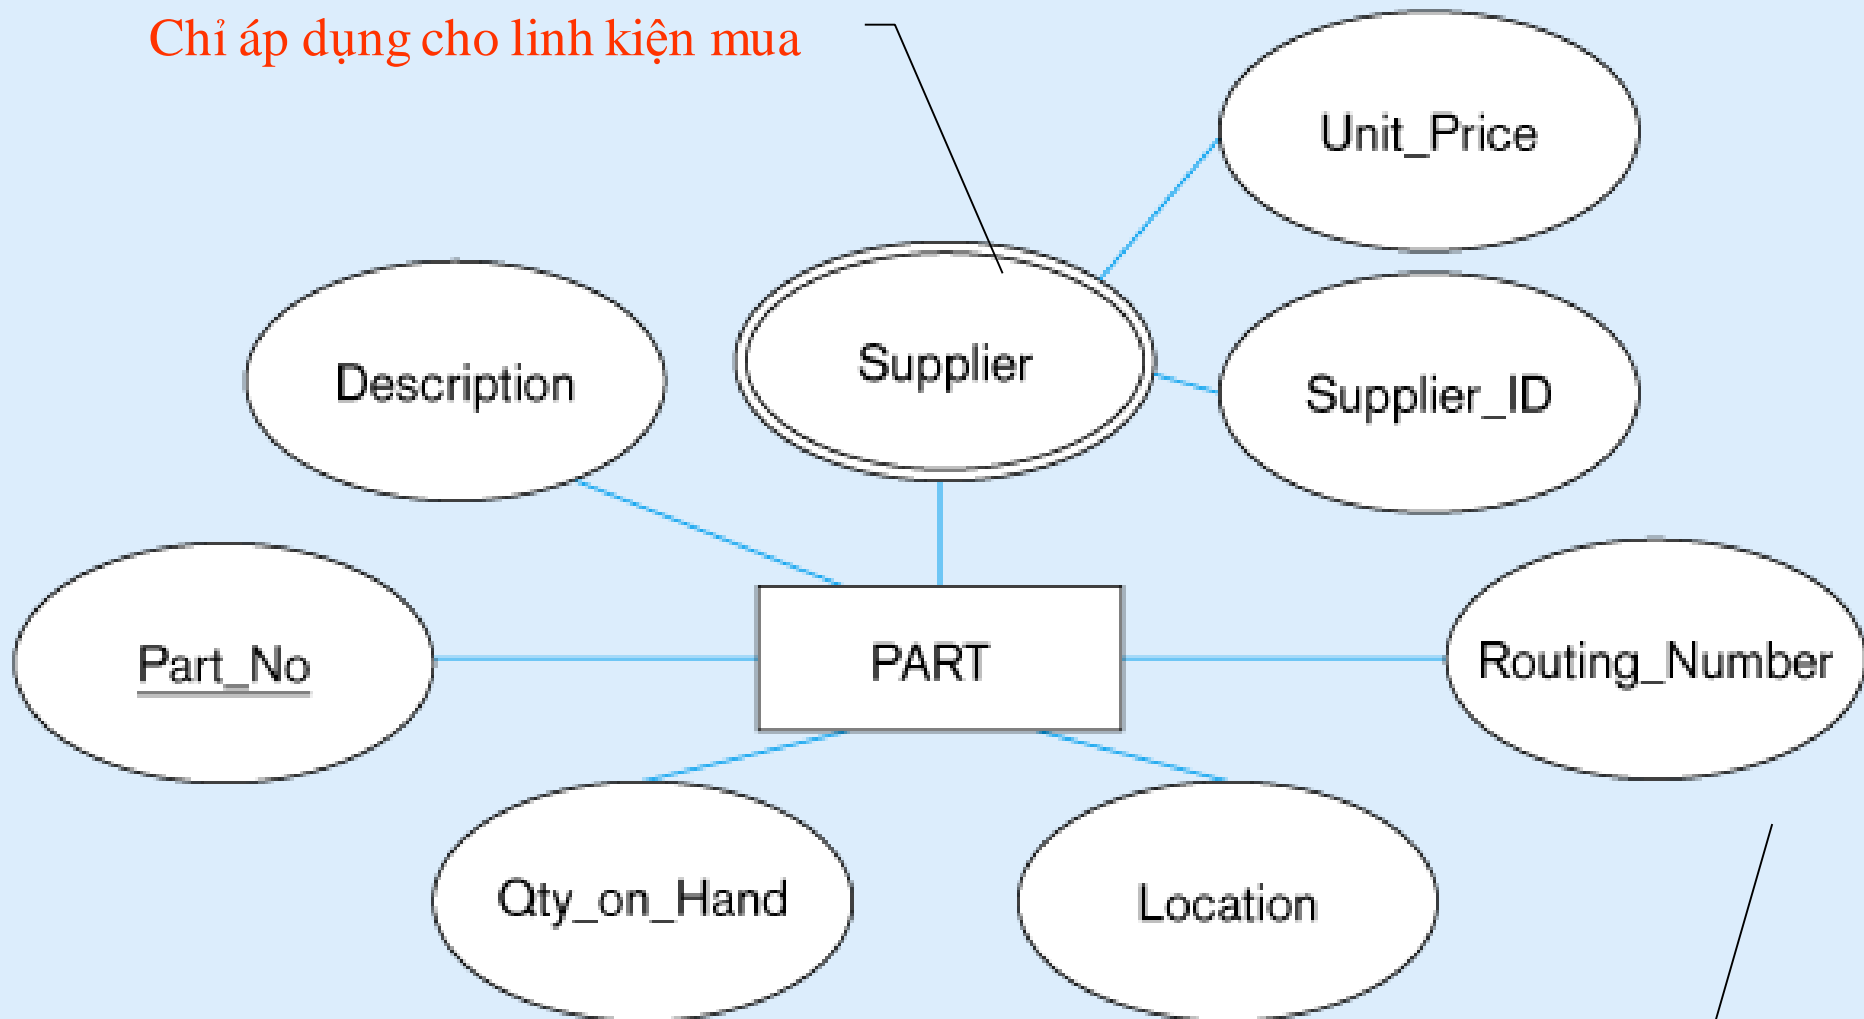 Chỉ áp dụng cho linh kiện mua
Unit_Price
Supplier
Description
Supplier_ID
Part_No
PART
Routing_Number
Qty_on_Hand
Location